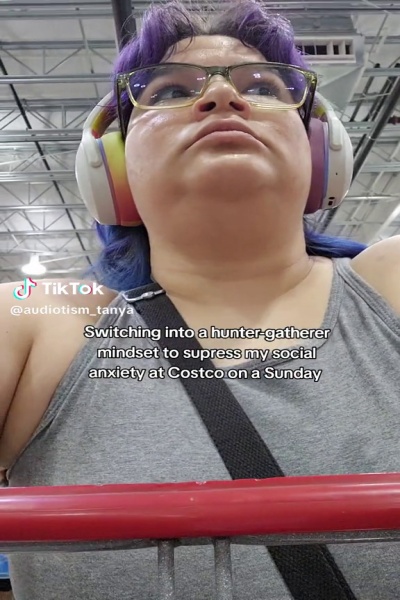 TikTok
@audiotism_tanya
Switching into a hunter-gatherer
mindset to supress my social
anxiety at Costco on a Sunday